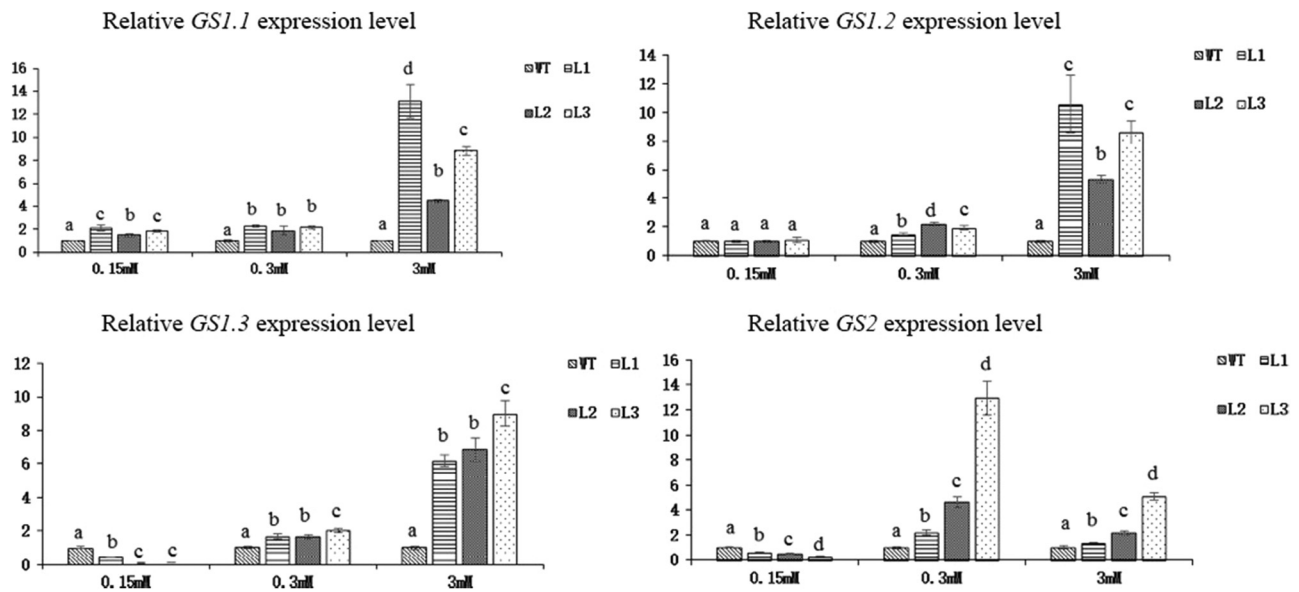 Relative GS1.1 expression level
WT L1
L2 L3
16
14
12
10
8
6
4
2
0
a c b c
a b b b
a d b c
0.15mM 0.3mM 3mM
Relative GS1.2 expression level
WT L1
L2 L3
14
12
10
8
6
4
2
0
a a a a
a b d c
a c b c
0.15mM 0.3mM 3mM
Relative GS1.3 expression level
WT L1
L2 L3
12
10
8
6
4
2
0
a b c c
a b b c
a b b c
0.15mM 0.3mM 3mM
Relative GS2 expression level
WT L1
L2 L3
16
14
12
10
8
6
4
2
0
a b c d
a b c d
a b c d
0.15mM 0.3mM 3mM